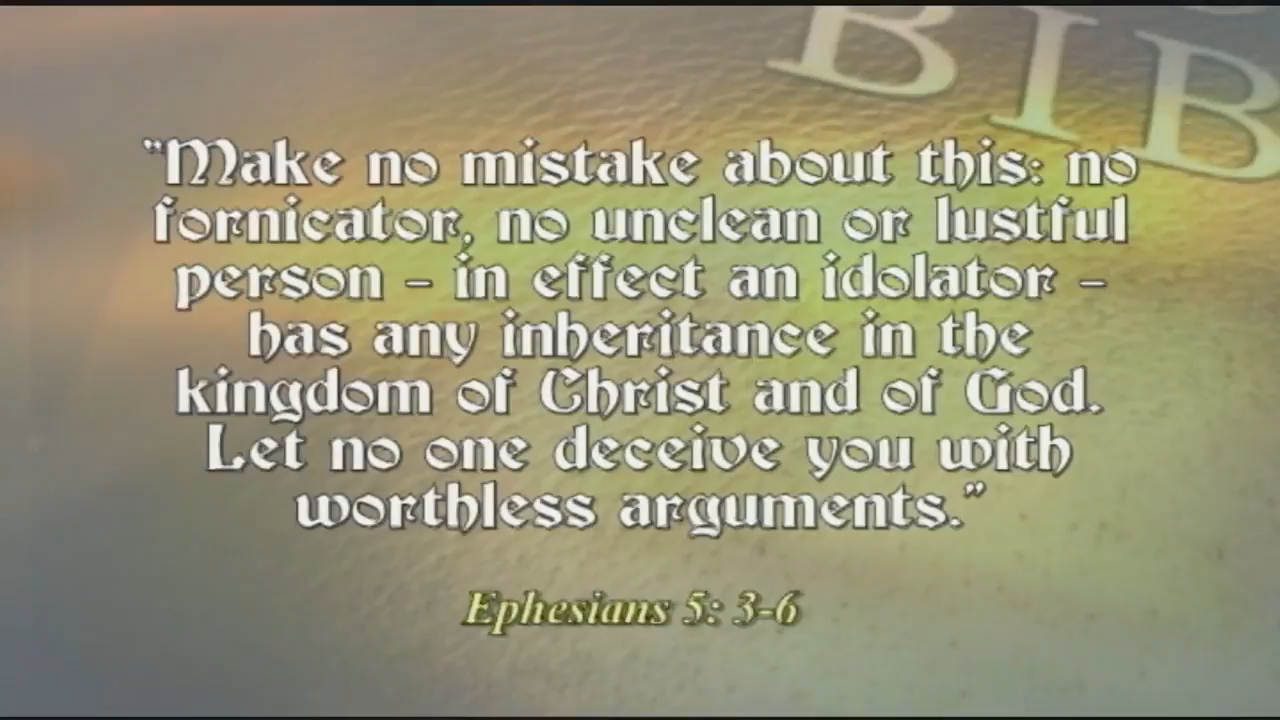 BIB
"Make no mistake about this: no
fornicator, no unclean or lustful
person – in effect an idolator –
has any inheritance in the
kingdom of Christ and of God.
Let no one deceive you with
worthless arguments."
Ephesians 5: 3-6